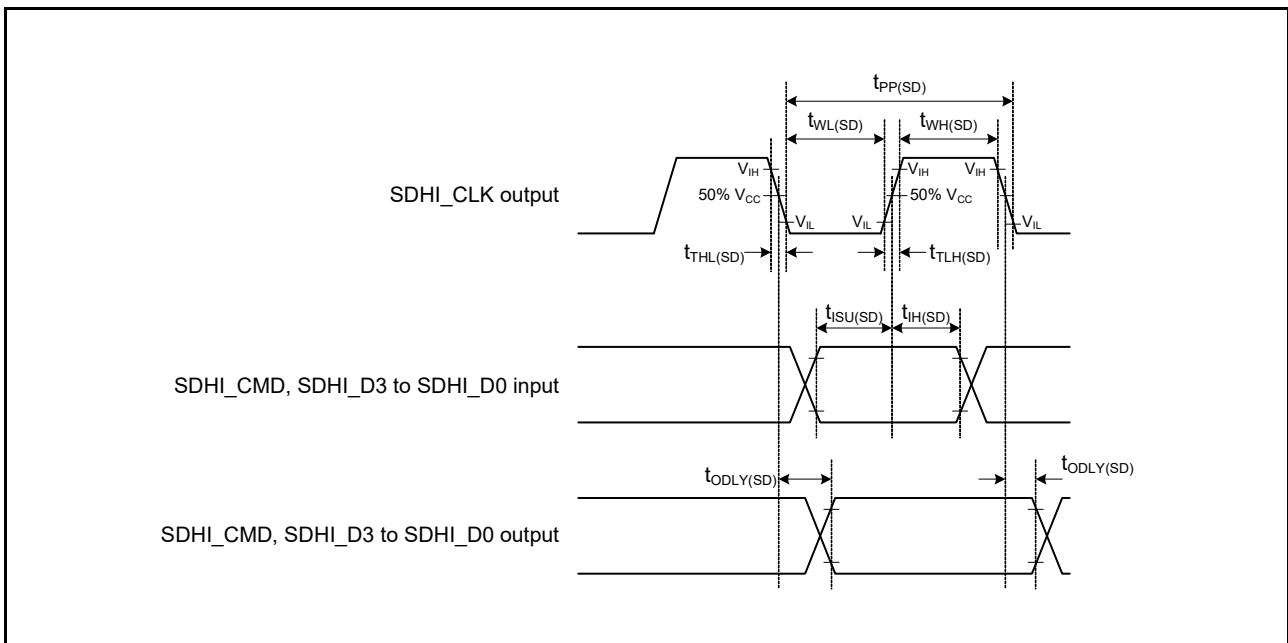 tPP(SD)
tWL(SD) tWH(SD)
SDHI_CLK output
VIH VIH VIH
50% VCC 50% VCC
VIL VIL VIL
tTHL(SD) tTLH(SD)
tISU(SD) tIH(SD)
SDHI_CMD, SDHI_D3 to SDHI_D0 input
tODLY(SD) tODLY(SD)
SDHI_CMD, SDHI_D3 to SDHI_D0 output